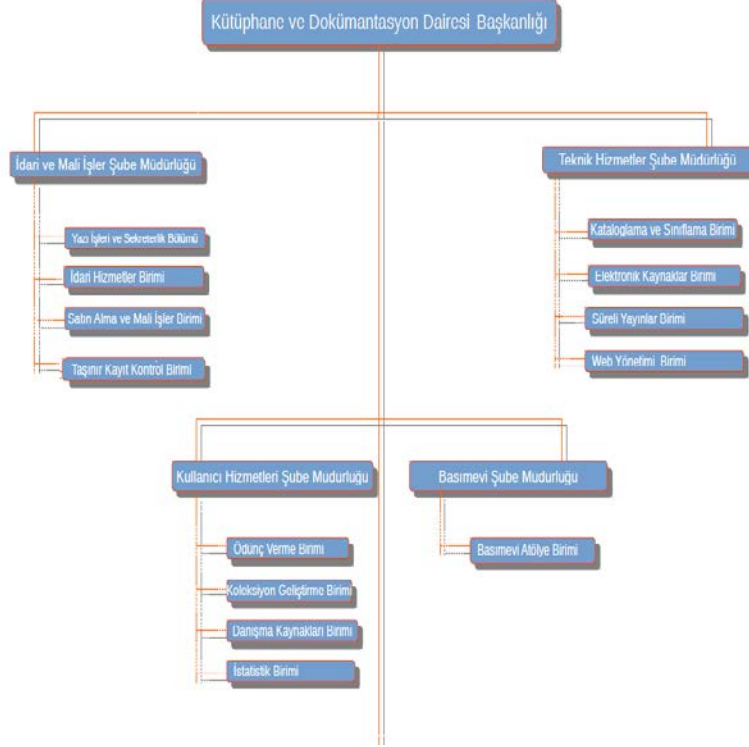 Kütüphane ve Dokümantasyon Dairesi Başkanlığı
İdari ve Mali İşler Şube Müdürlüğü
Yazı İşleri ve Sekreterlik Bölümü
İdari Hizmetler Birimi
Satın Alma ve Mali İşler Birimi
Taşınır Kayıt Kontrol Birimi
Teknik Hizmetler Şube Müdürlüğü
Kataloglama ve Sınıflama Birimi
Elektronik Kaynaklar Birimi
Süreli Yayınlar Birimi
Web Yönetimi Birimi
Kullanıcı Hizmetleri Şube Müdürlüğü
Ödünç Verme Birimi
Koleksiyon Geliştirme Birimi
Danışma Kaynakları Birimi
İstatistik Birimi
Basımevi Şube Müdürlüğü
Basımevi Atölye Birimi